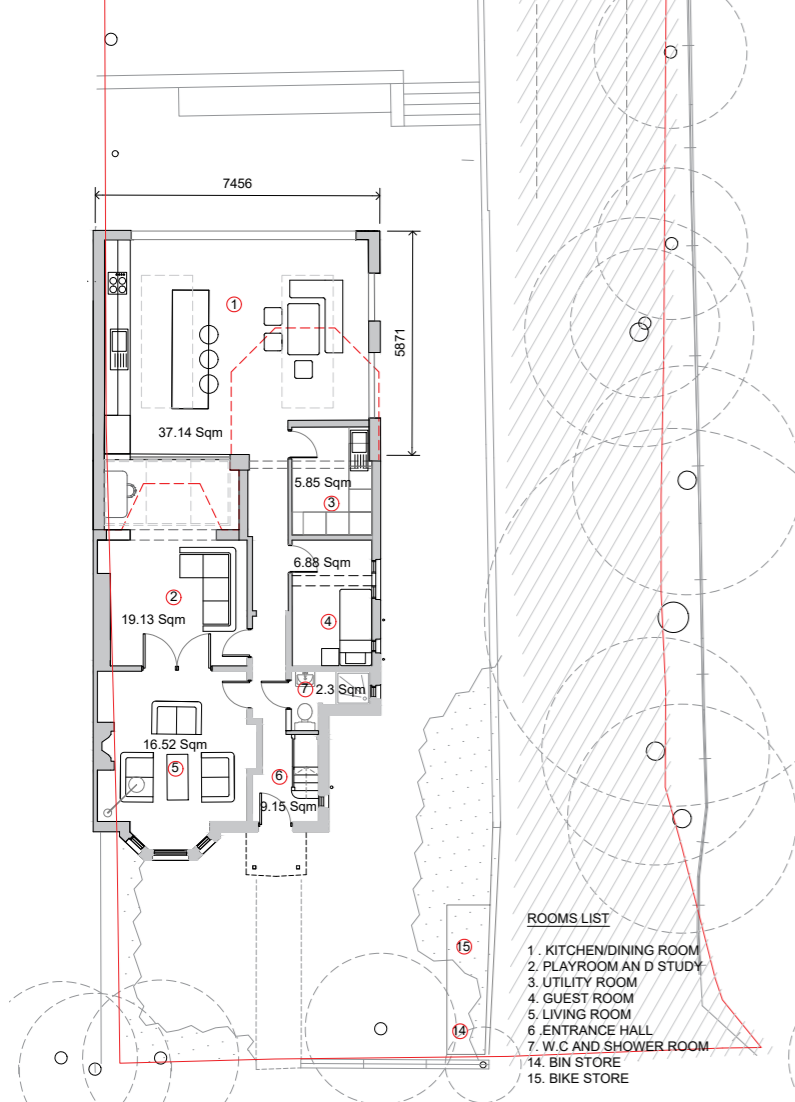 7456
1
5871
37.14 Sqm
5.85 Sqm
3
6.88 Sqm
2
19.13 Sqm
4
7 2.3 Sqm
16.52 Sqm
5
6
9.15 Sqm
15
14
ROOMS LIST
1 . KITCHEN/DINING ROOM
2. PLAYROOM AN D STUDY
3. UTILITY ROOM
4. GUEST ROOM
5. LIVING ROOM
6 .ENTRANCE HALL
7. W.C AND SHOWER ROOM
14. BIN STORE
15. BIKE STORE